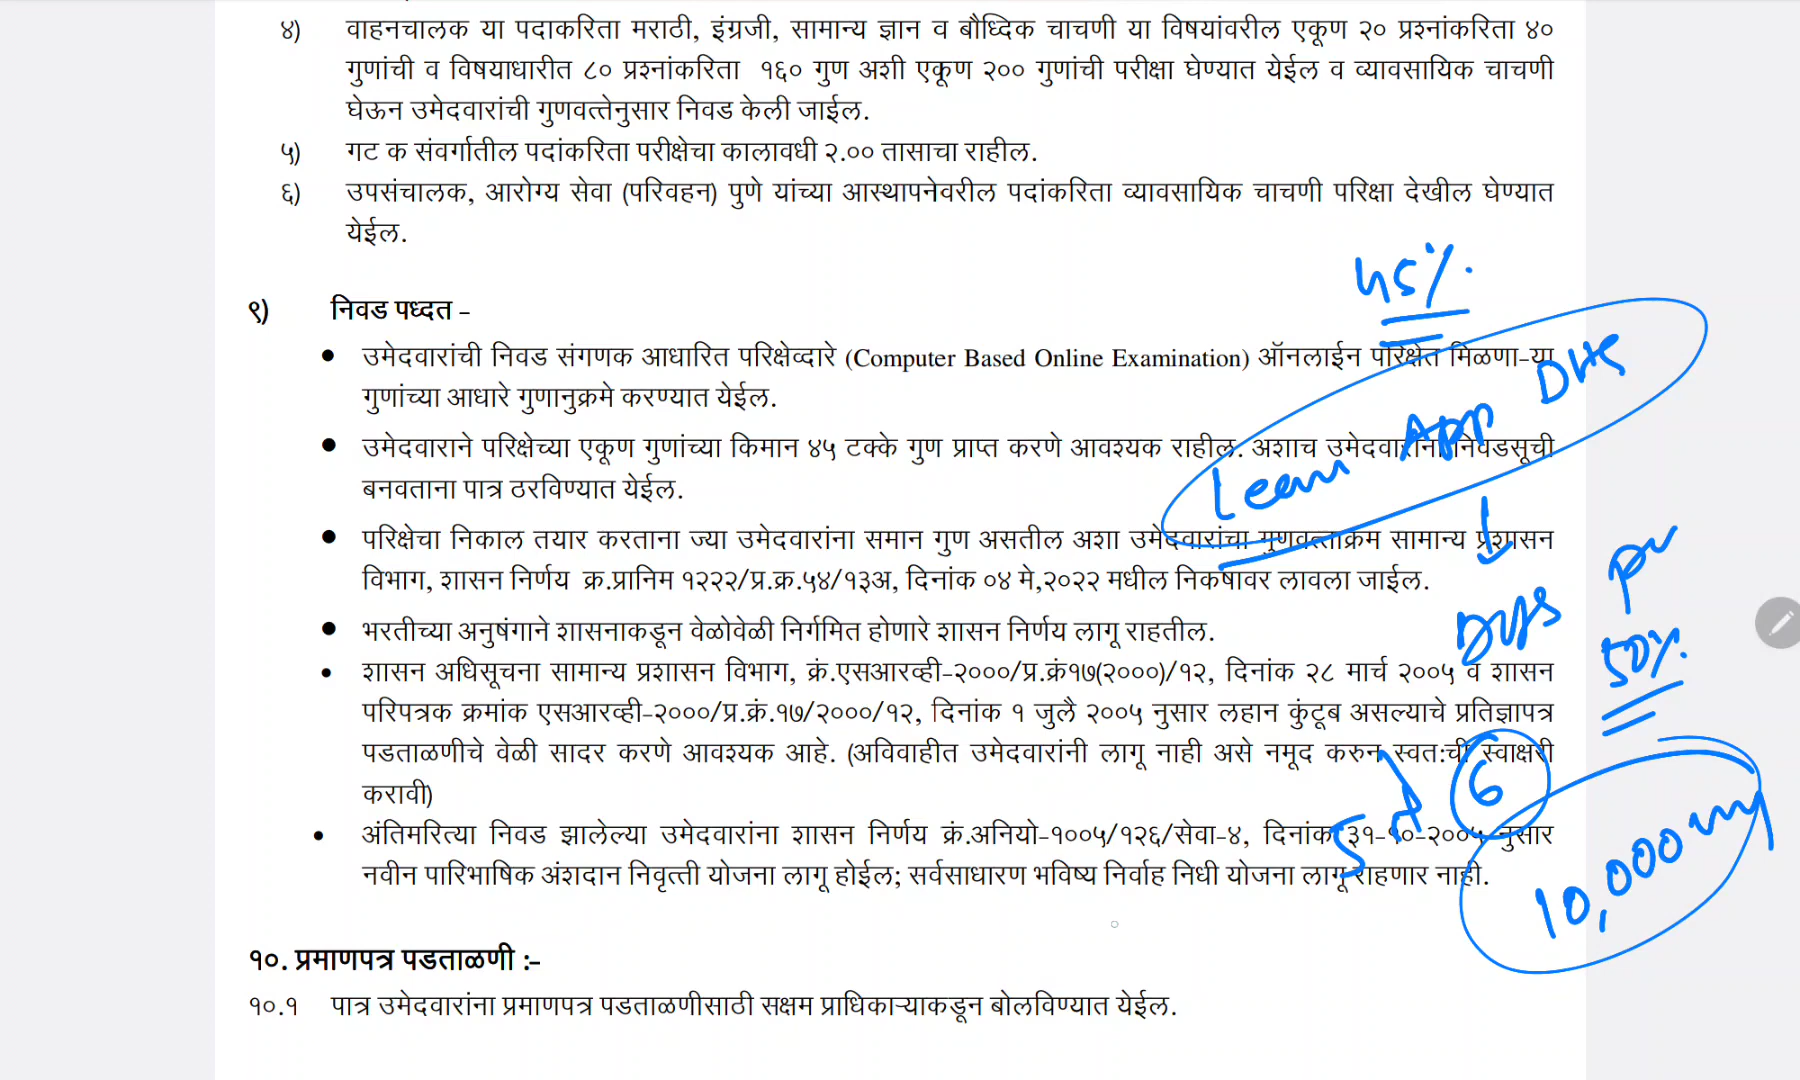 ४) वाहनचालक या पदाकरिता मराठी, इंग्रजी, सामान्य ज्ञान व बौध्दिक चाचणी या विषयांवरील एकूण २० प्रश्नांकरिता ४०
गुणांची व विषयाधारीत ८० प्रश्नांकरिता १६० गुण अशी एकूण २०० गुणांची परीक्षा घेण्यात येईल व व्यावसायिक चाचणी
घेऊन उमेदवारांची गुणवत्तेनुसार निवड केली जाईल.
५) गट क संवर्गातील पदांकरिता परीक्षेचा कालावधी २.०० तासाचा राहील.
६) उपसंचालक, आरोग्य सेवा (परिवहन) पुणे यांच्या आस्थापनेवरील पदांकरिता व्यावसायिक चाचणी परिक्षा देखील घेण्यात
येईल.
45%.
९) निवड पध्दत –
• उमेदवारांची निवड संगणक आधारित परिक्षेव्दारे (Computer Based Online Examination) ऑनलाईन परिक्षेत मिळणा-या
गुणांच्या आधारे गुणानुक्रमे करण्यात येईल.
DHS
App
• उमेदवाराने परिक्षेच्या एकूण गुणांच्या किमान ४५ टक्के गुण प्राप्त करणे आवश्यक राहील. अशाच उमेदवारांना निवडसूची
बनवताना पात्र ठरविण्यात येईल.
• परिक्षेचा निकाल तयार करताना ज्या उमेदवारांना समान गुण असतील अशा उमेदवारांचा गुणवत्ताक्रम सामान्य प्रशासन
विभाग, शासन निर्णय क्र.प्रानिम १२२२/प्र.क्र.५४/१३अ, दिनांक ०४ मे,२०२२ मधील निकषावर लावला जाईल.
• भरतीच्या अनुषंगाने शासनाकडून वेळोवेळी निर्गमित होणारे शासन निर्णय लागू राहतील.
50%.
• शासन अधिसूचना सामान्य प्रशासन विभाग, क्रं.एसआरव्ही-२०००/प्र.क्रं१७(२०००)/१२, दिनांक २८ मार्च २००५ व शासन
परिपत्रक क्रमांक एसआरव्ही-२०००/प्र.क्रं.१७/२०००/१२, दिनांक १ जुलै २००५ नुसार लहान कुंटूब असल्याचे प्रतिज्ञापत्र
पडताळणीचे वेळी सादर करणे आवश्यक आहे. (अविवाहीत उमेदवारांनी लागू नाही असे नमूद करुन स्वत:ची स्वाक्षरी
करावी)
6
• अंतिमरित्या निवड झालेल्या उमेदवारांना शासन निर्णय क्रं.अनियो-१००५/१२६/सेवा-४, दिनांक ३१-१०-२००५ नुसार
नवीन पारिभाषिक अंशदान निवृत्ती योजना लागू होईल; सर्वसाधारण भविष्य निर्वाह निधी योजना लागू राहणार नाही.
10,000
१०. प्रमाणपत्र पडताळणी :-
१०.१ पात्र उमेदवारांना प्रमाणपत्र पडताळणीसाठी सक्षम प्राधिकाऱ्याकडून बोलविण्यात येईल.